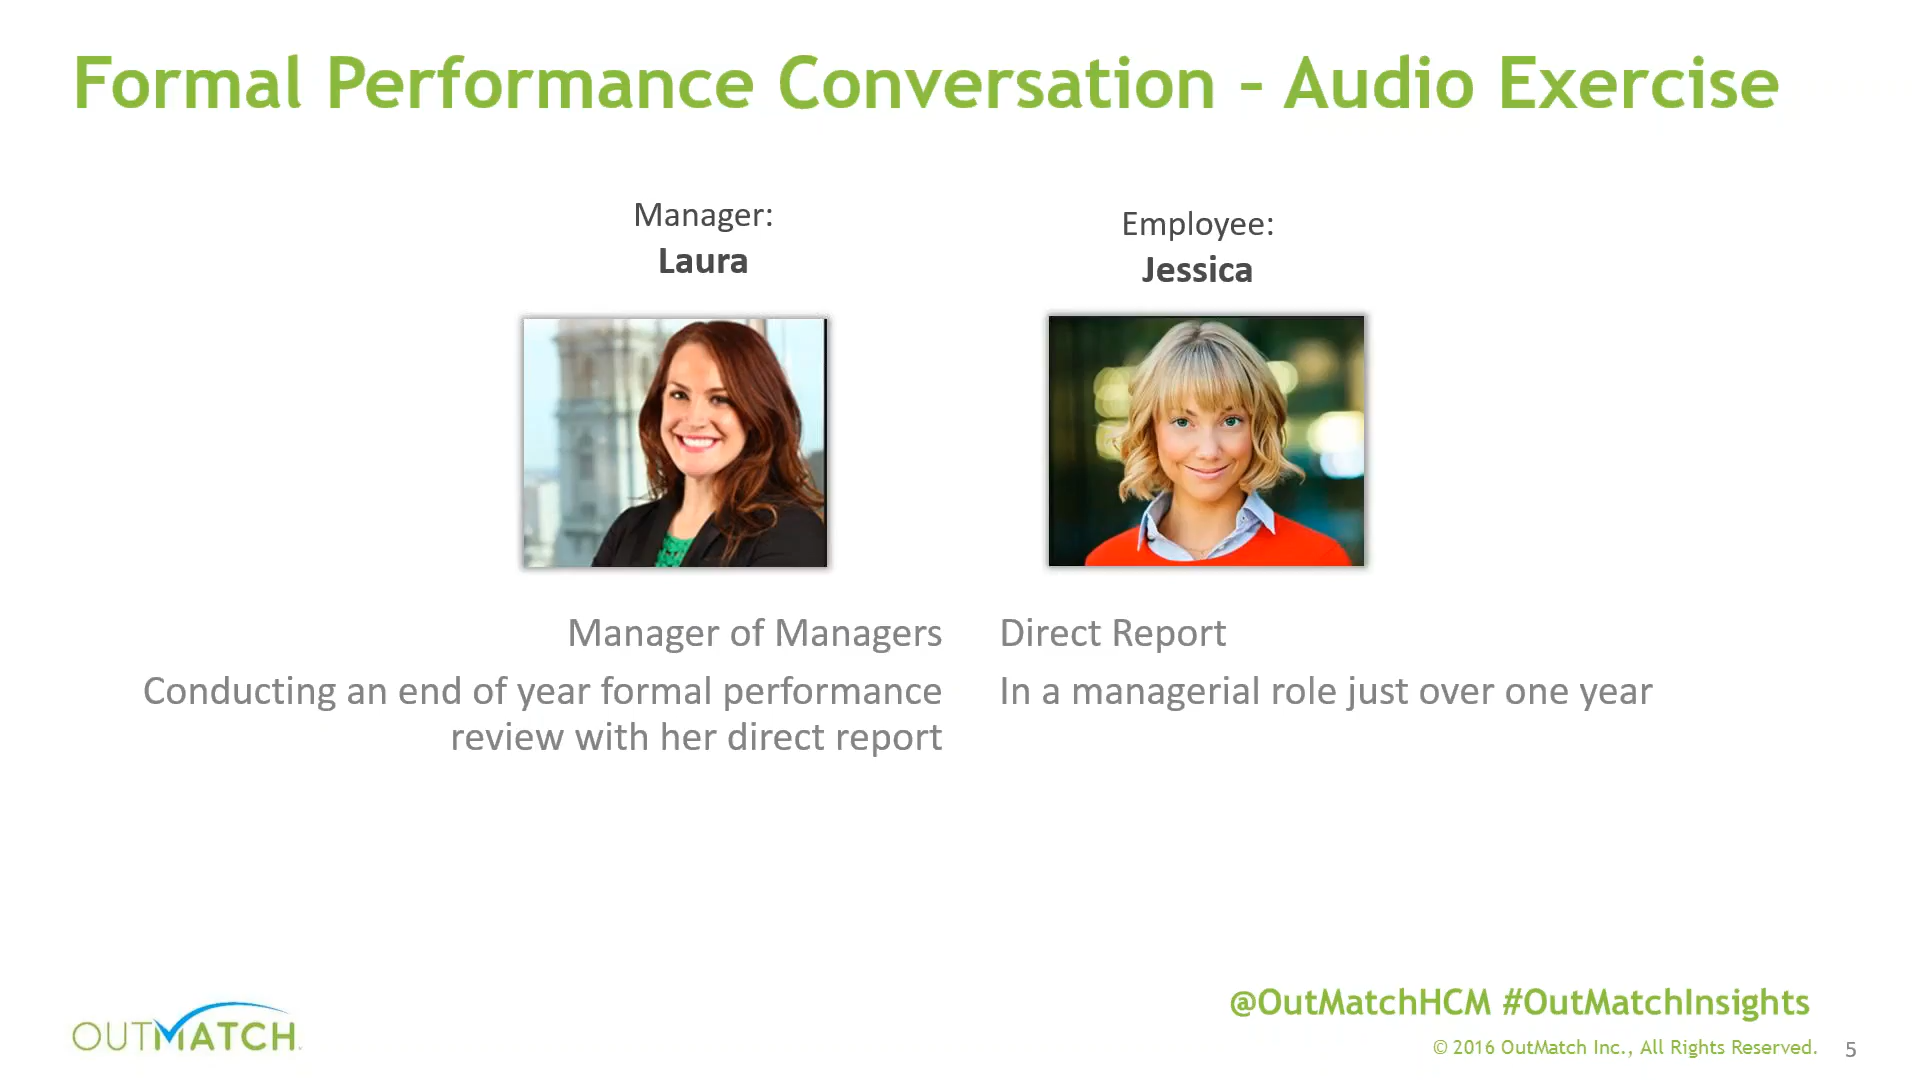 Formal Performance Conversation – Audio Exercise
Manager:
Laura
Employee:
Jessica
Manager of Managers
Conducting an end of year formal performance
review with her direct report
Direct Report
In a managerial role just over one year
OUTMATCH
@OutMatchHCM #OutMatchInsights
© 2016 OutMatch Inc., All Rights Reserved.
5